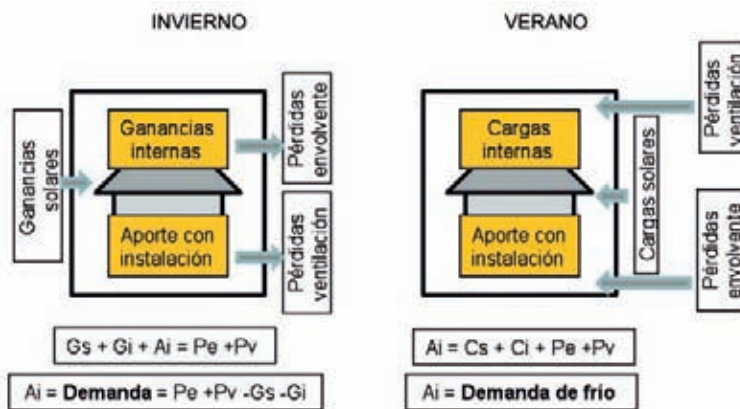 INVIERNO
Ganancias
solares
Ganancias
internas
Aporte con
instalación
Pérdidas
envolvente
Pérdidas
ventilación
Gs + Gi + Ai = Pe +Pv
Ai = Demanda = Pe +Pv -Gs -Gi
VERANO
Cargas
internas
Aporte con
instalación
Cargas solares
Pérdidas
ventilación
Pérdidas
envolvente
Ai = Cs + Ci + Pe +Pv
Ai = Demanda de frío